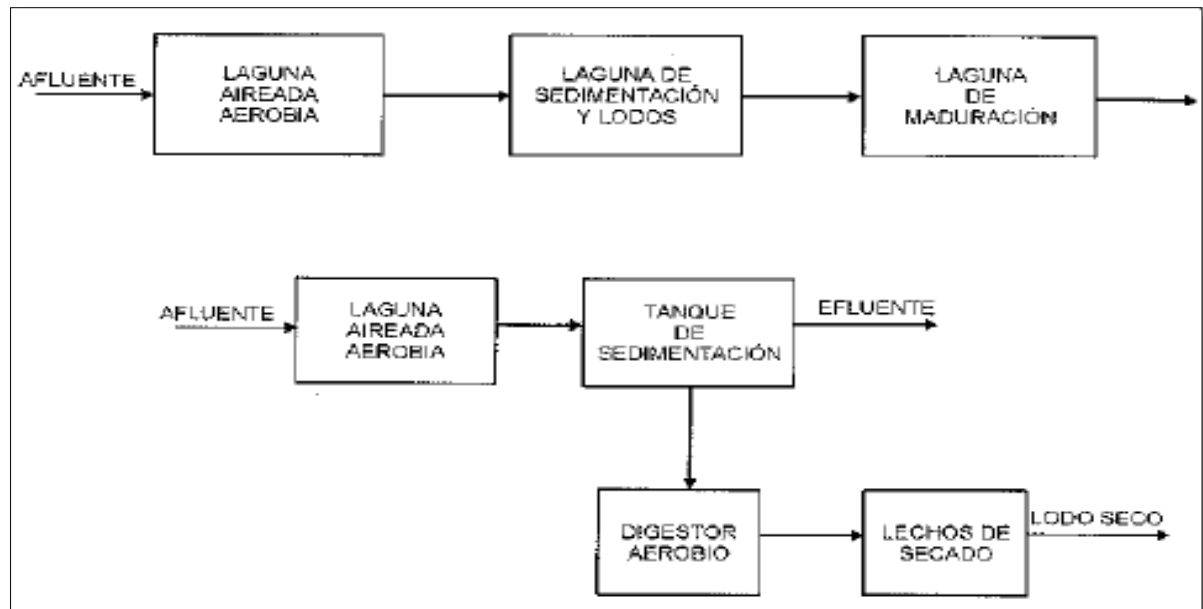 AFLUENTE
LAGUNA
AIREADA
AEROBIA
LAGUNA DE
SEDIMENTACIÓN
Y LODOS
LAGUNA
DE
MADURACIÓN
AFLUENTE
LAGUNA
AIREADA
AEROBIA
TANQUE
DE
SEDIMENTACIÓN
EFLUENTE
DIGESTOR
AEROBIO
LECHOS DE
SECADO
LODO SECO